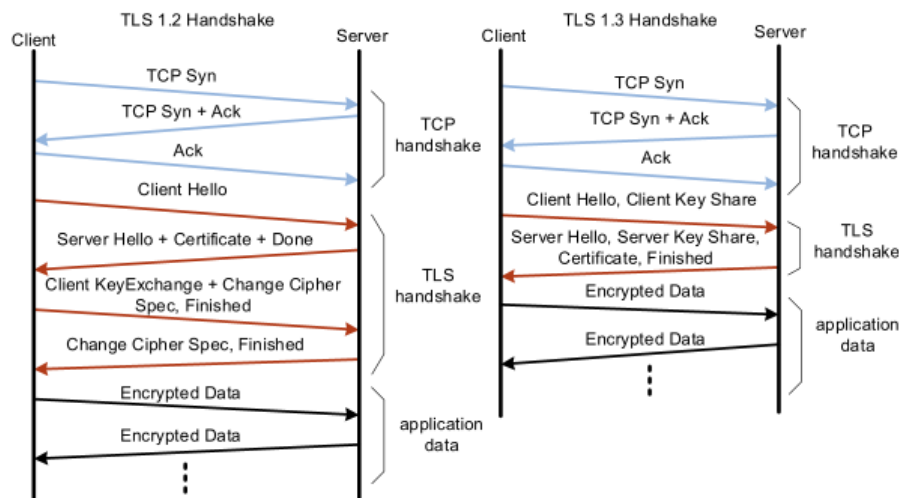 TLS 1.2 Handshake
Client
Server
TCP Syn
TCP Syn + Ack
Ack
TCP
handshake
Client Hello
Server Hello + Certificate + Done
Client KeyExchange + Change Cipher
Spec, Finished
Change Cipher Spec, Finished
TLS
handshake
Encrypted Data
Encrypted Data
application
data
TLS 1.3 Handshake
Client
Server
TCP Syn
TCP Syn + Ack
Ack
TCP
handshake
Client Hello, Client Key Share
Server Hello, Server Key Share,
Certificate, Finished
TLS
handshake
Encrypted Data
Encrypted Data
application
data